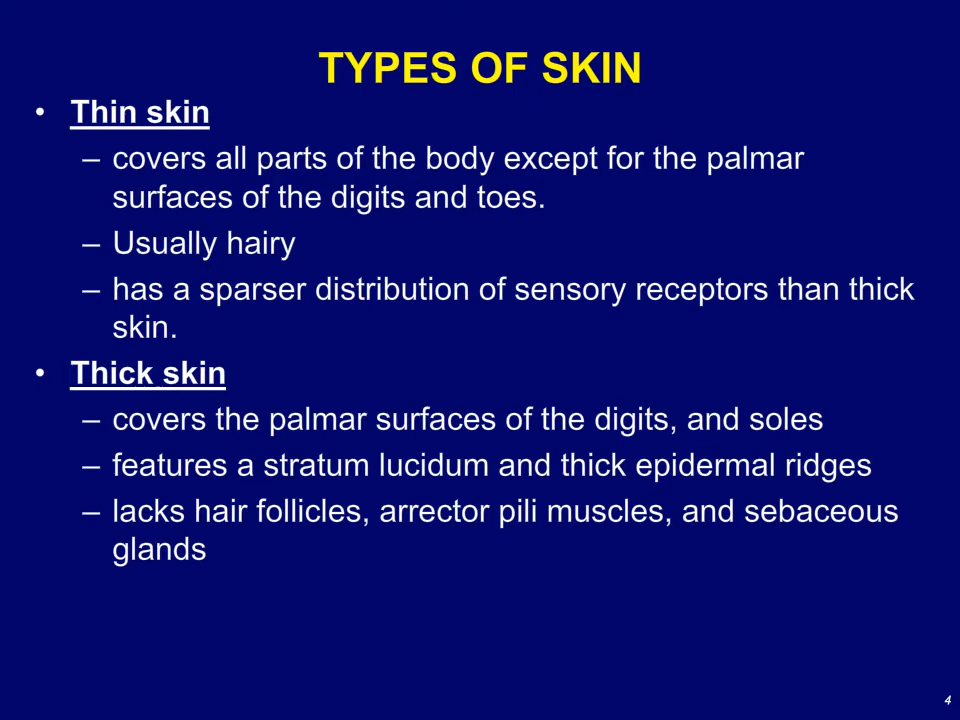 TYPES OF SKIN
• Thin skin
– covers all parts of the body except for the palmar
surfaces of the digits and toes.
– Usually hairy
– has a sparser distribution of sensory receptors than thick
skin.
• Thick skin
– covers the palmar surfaces of the digits, and soles
– features a stratum lucidum and thick epidermal ridges
– lacks hair follicles, arrector pili muscles, and sebaceous
glands
4